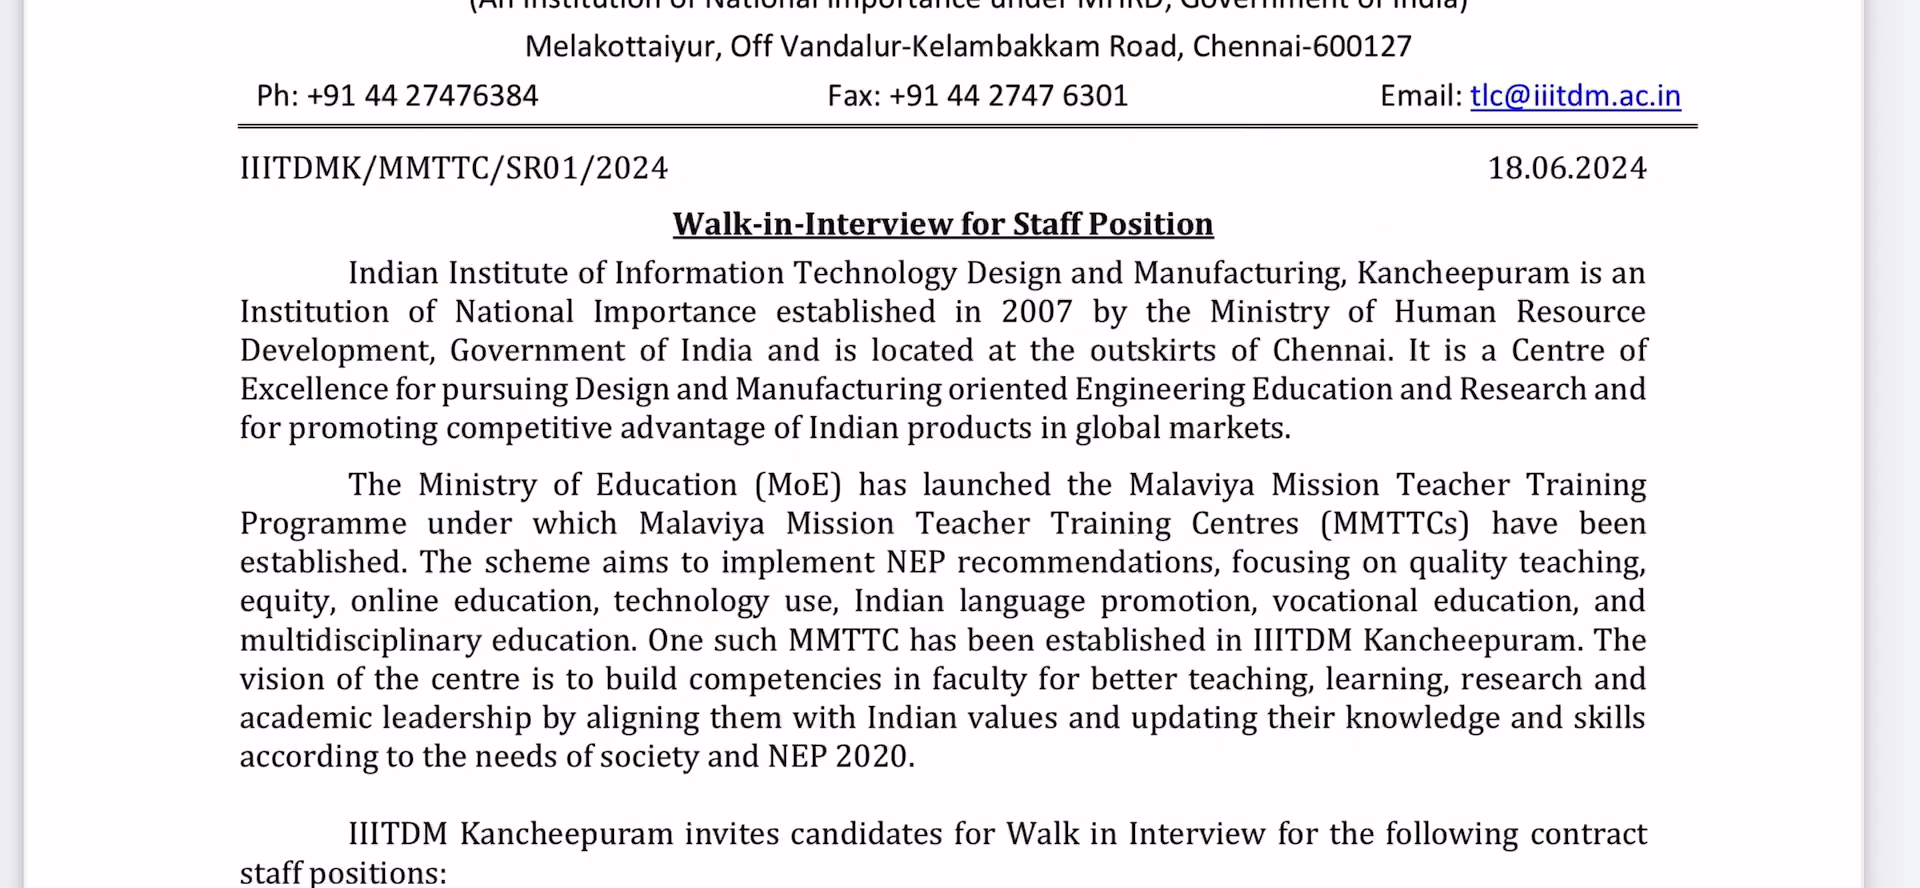 (An Institution of National Importance under MHRD, Government of India)
Melakottaiyur, Off Vandalur-Kelambakkam Road, Chennai-600127
Ph: +91 44 27476384 Fax: +91 44 2747 6301 Email: tlc@iiitdm.ac.in
IIITDMK/MMTTC/SR01/2024 18.06.2024
Walk-in-Interview for Staff Position
Indian Institute of Information Technology Design and Manufacturing, Kancheepuram is an
Institution of National Importance established in 2007 by the Ministry of Human Resource
Development, Government of India and is located at the outskirts of Chennai. It is a Centre of
Excellence for pursuing Design and Manufacturing oriented Engineering Education and Research and
for promoting competitive advantage of Indian products in global markets.
The Ministry of Education (MoE) has launched the Malaviya Mission Teacher Training
Programme under which Malaviya Mission Teacher Training Centres (MMTTCs) have been
established. The scheme aims to implement NEP recommendations, focusing on quality teaching,
equity, online education, technology use, Indian language promotion, vocational education, and
multidisciplinary education. One such MMTTC has been established in IIITDM Kancheepuram. The
vision of the centre is to build competencies in faculty for better teaching, learning, research and
academic leadership by aligning them with Indian values and updating their knowledge and skills
according to the needs of society and NEP 2020.
IIITDM Kancheepuram invites candidates for Walk in Interview for the following contract
staff positions: